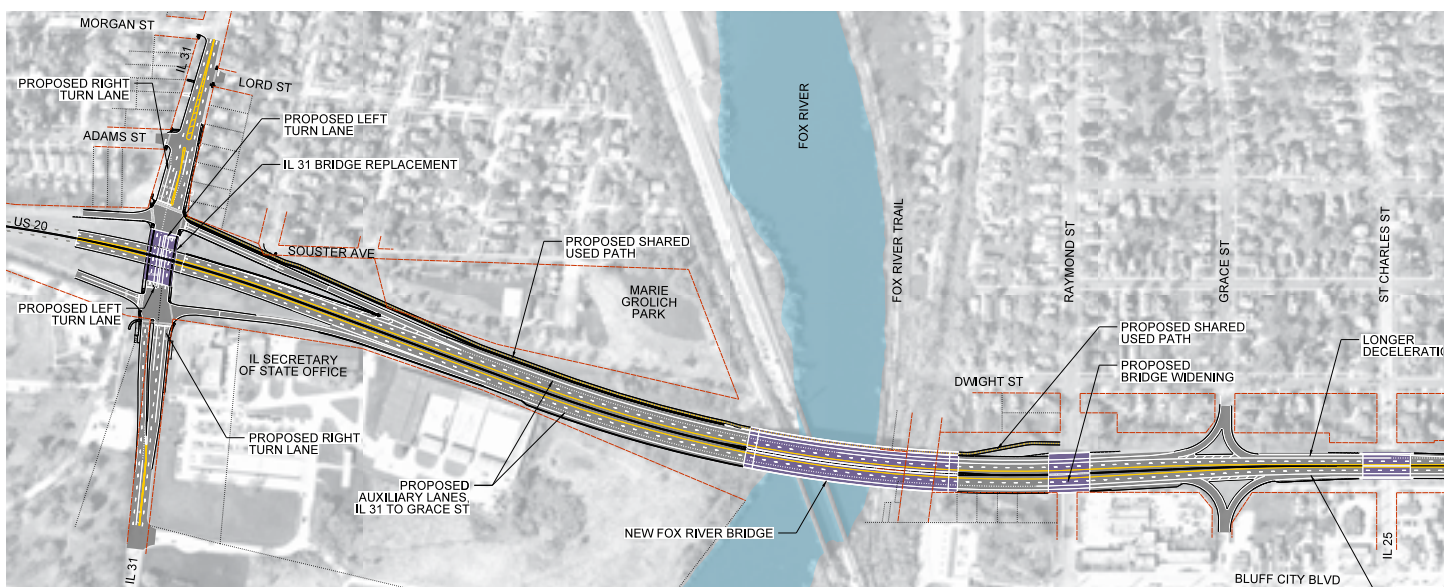 MORGAN ST
IL 31
PROPOSED RIGHT
TURN LANE
LORD ST
PROPOSED LEFT
TURN LANE
ADAMS ST
IL 31 BRIDGE REPLACEMENT
US 20
SOUSTER AVE
PROPOSED SHARED
USED PATH
MARIE
GROLICH
PARK
PROPOSED LEFT
TURN LANE
IL SECRETARY
OF STATE OFFICE
PROPOSED RIGHT
TURN LANE
PROPOSED
AUXILIARY LANES,
IL 31 TO GRACE ST
IL 31
FOX RIVER
FOX RIVER TRAIL
NEW FOX RIVER BRIDGE
RAYMOND ST
GRACE ST
ST CHARLES ST
PROPOSED SHARED
USED PATH
PROPOSED
BRIDGE WIDENING
DWIGHT ST
LONGER
DECELERATIO
IL 25
BLUFF CITY BLVD